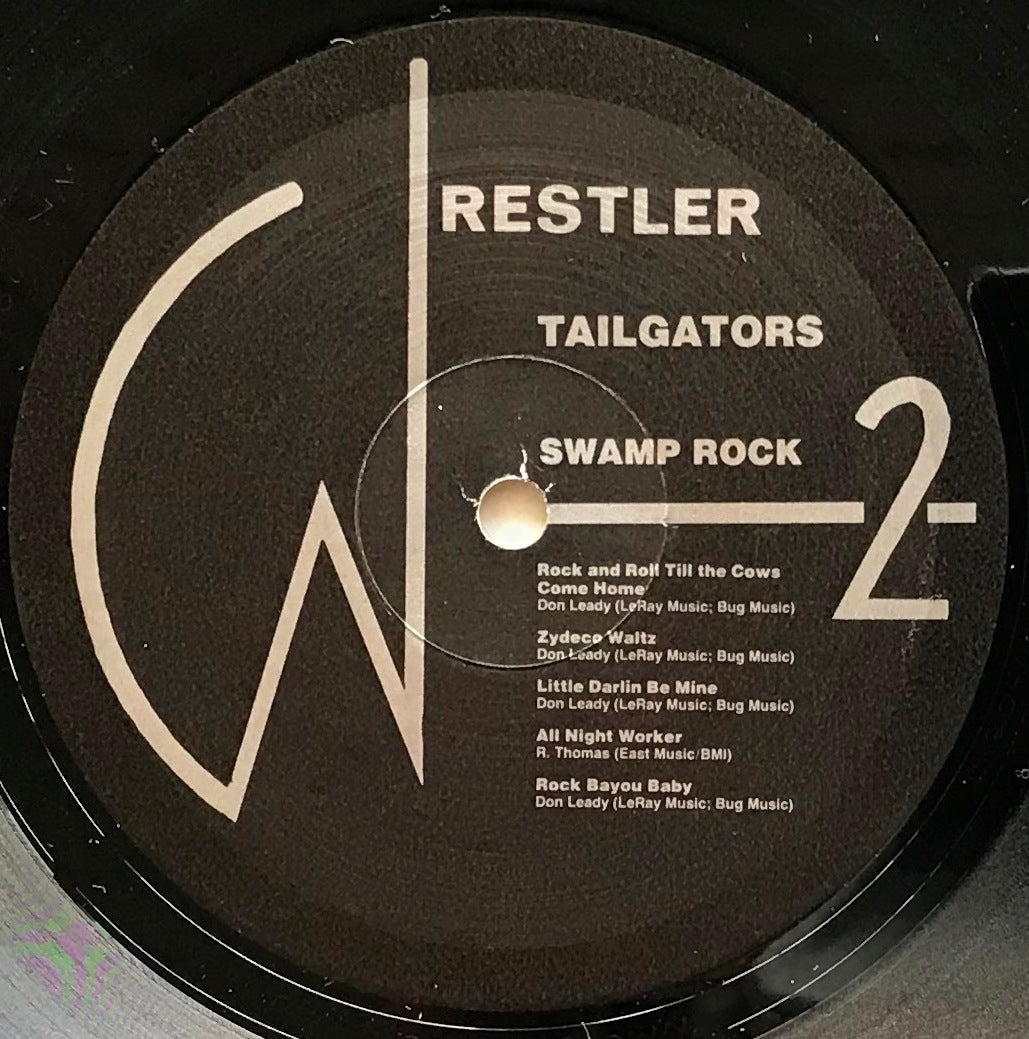 WRESTLER
TAILGATORS
SWAMP ROCK
2
Rock and Roll Till the Cows
Come Home
Don Leady (LeRay Music; Bug Music)
Zydeco Waltz
Don Leady (LeRay Music; Bug Music)
Little Darlin Be Mine
Don Leady (LeRay Music; Bug Music)
All Night Worker
R. Thomas (East Music/BMI)
Rock Bayou Baby
Don Leady (LeRay Music; Bug Music)